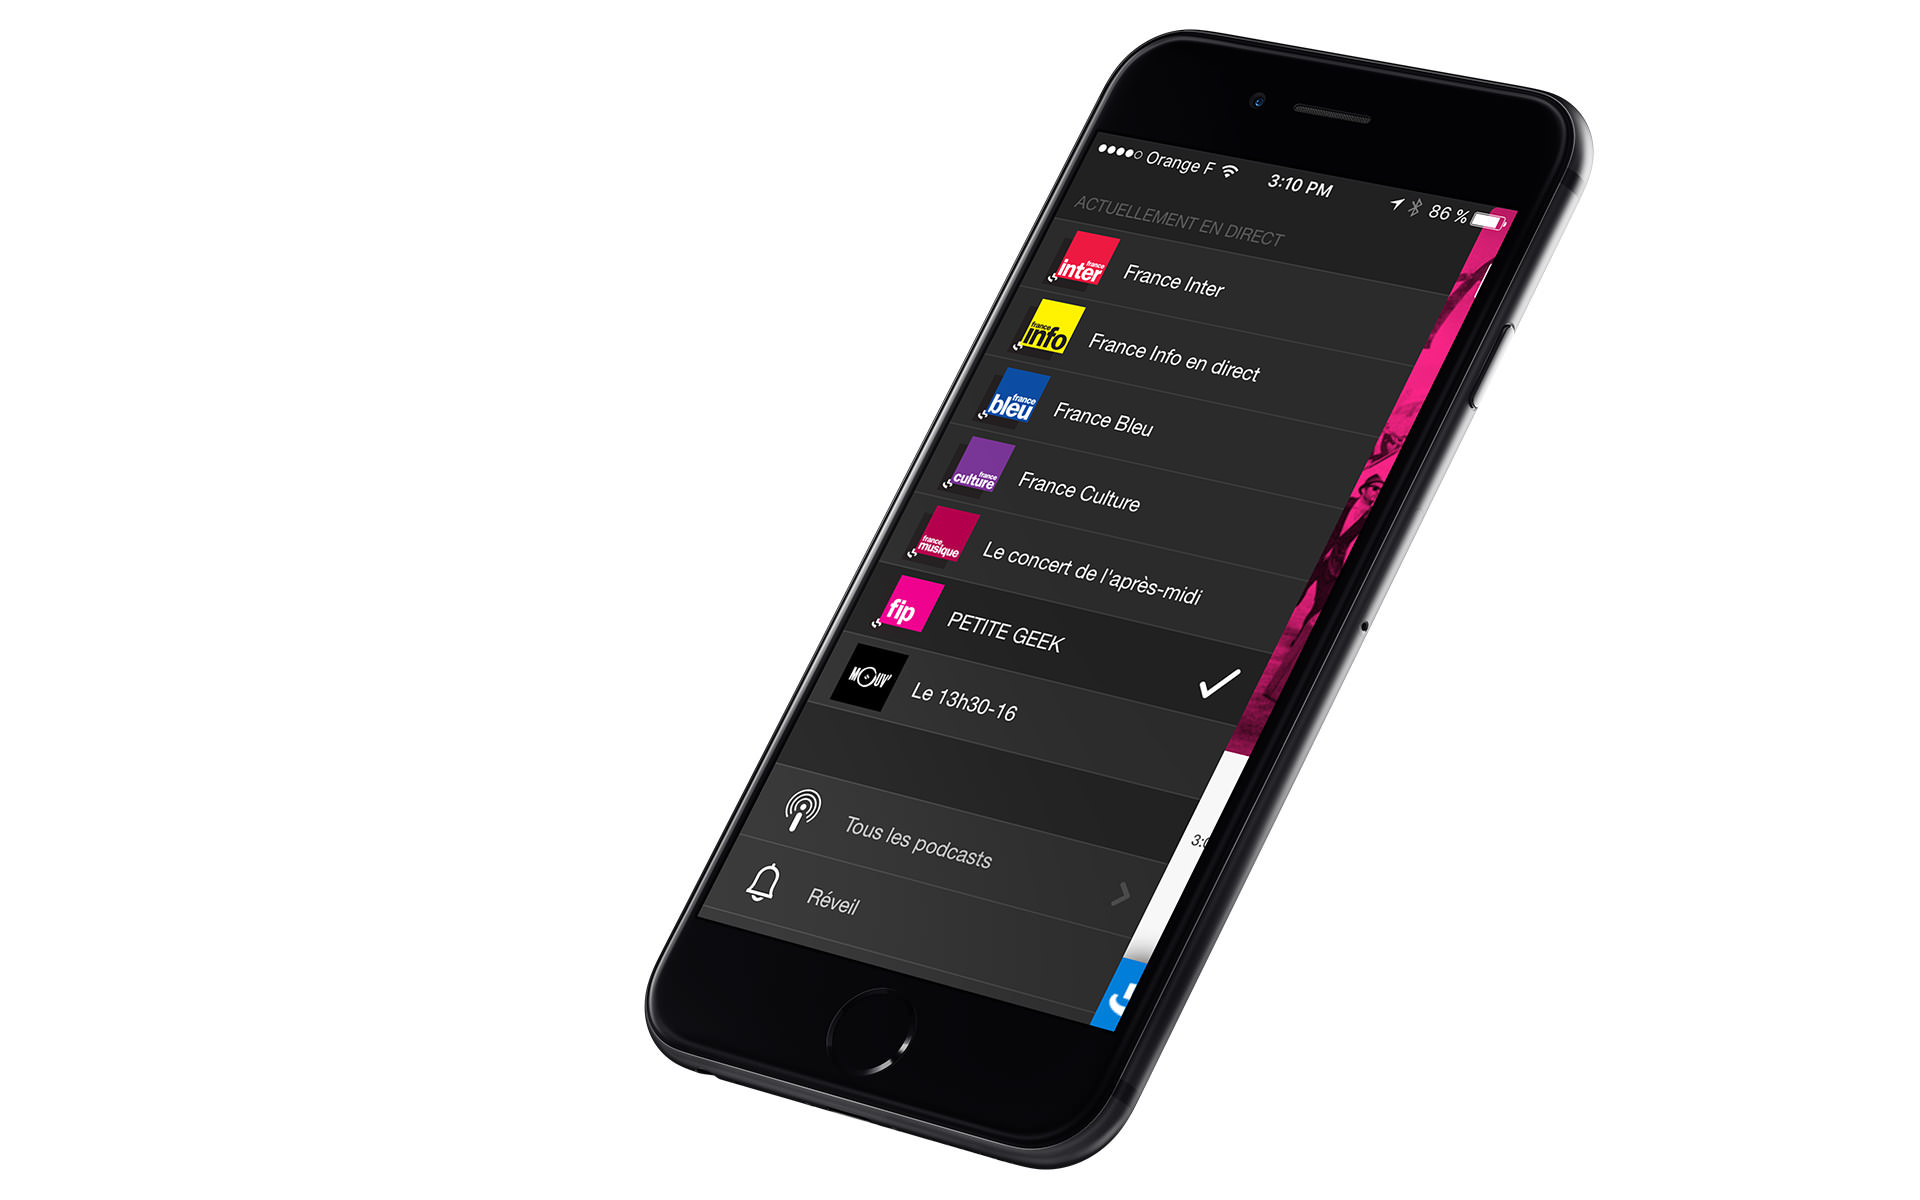 Orange F 3:10 PM 86 %
ACTUELLEMENT EN DIRECT
france
inter
France Inter
france
info
France Info en direct
france
bleu
France Bleu
france
culture
France Culture
france
musique
Le concert de l'après-midi
fip
PETITE GEEK
MOUV'
Le 13h30-16
Tous les podcasts
Réveil